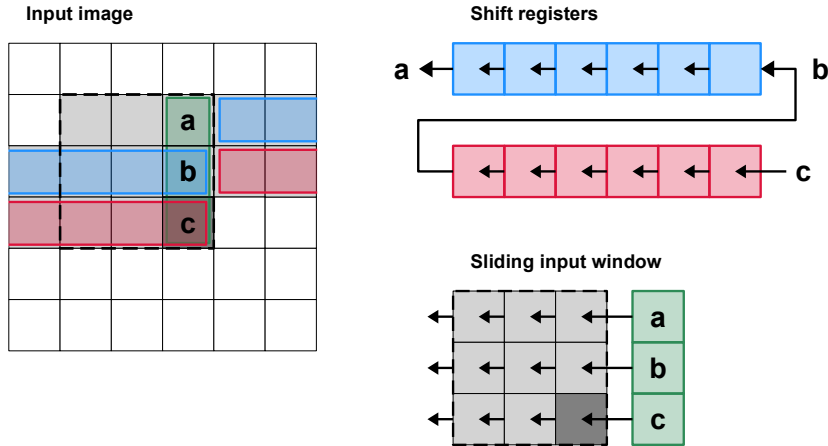 Input image
a
b
c
Shift registers
a
b
c
Sliding input window
a
b
c